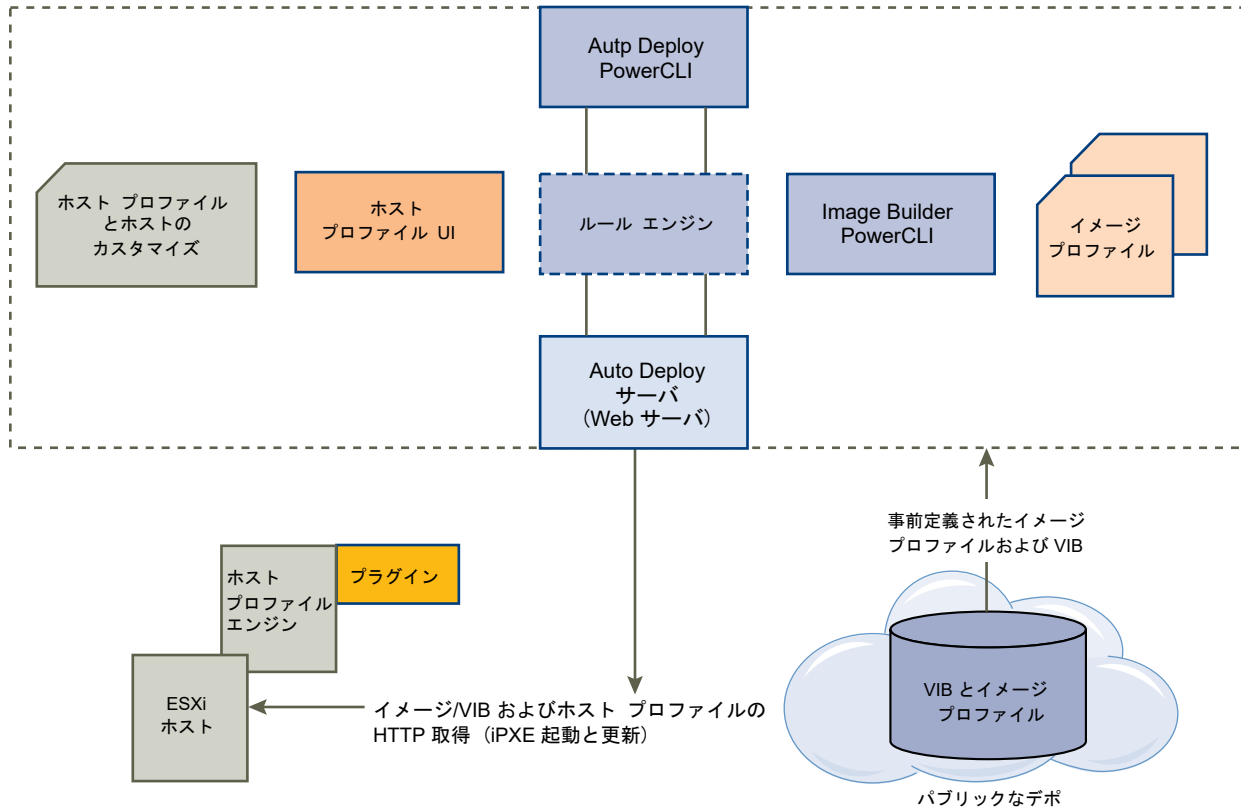 Autp Deploy
PowerCLI
ホスト プロファイル
とホストの
カスタマイズ
ホスト
プロファイル UI
ルール エンジン
Image Builder
PowerCLI
イメージ
プロファイル
Auto Deploy
サーバ
（Web サーバ）
事前定義されたイメージ
プロファイルおよび VIB
ホスト
プロファイル
エンジン
プラグイン
ESXi
ホスト
イメージ/VIB およびホスト プロファイルの
HTTP 取得（iPXE 起動と更新）
VIB とイメージ
プロファイル
パブリックなデポ